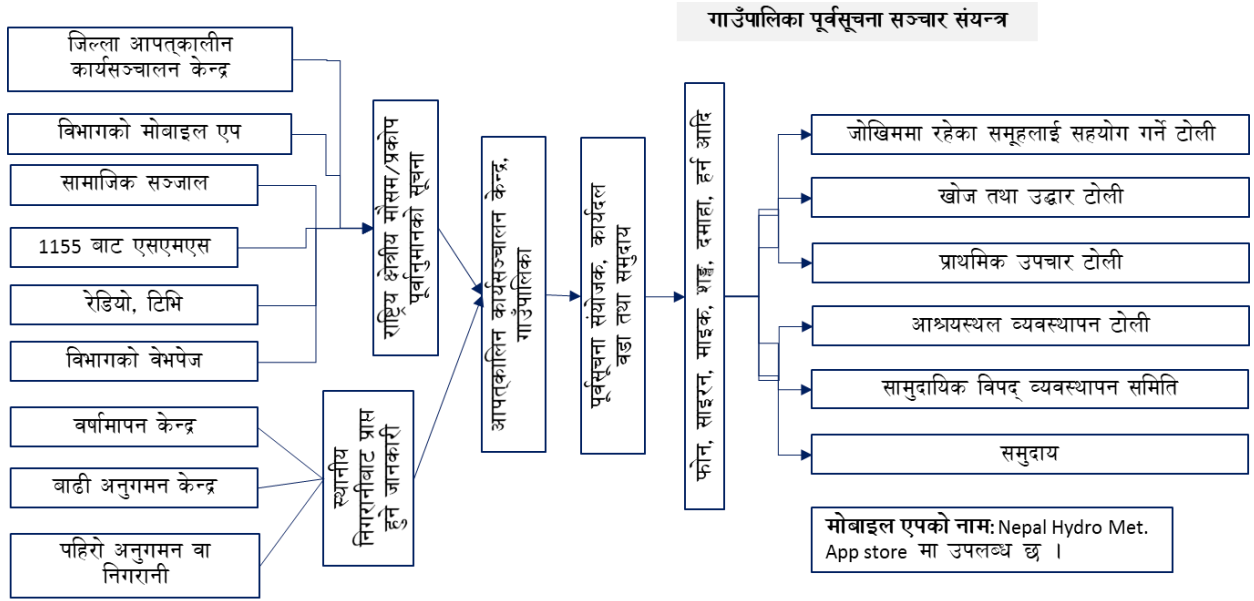 गाउँपालिका पूर्वसूचना सञ्चार संयन्त्र
जिल्ला आपत्कालीन
कार्यसञ्चालन केन्द्र
विभागको मोबाइल एप
सामाजिक सञ्जाल
1155 बाट एसएमएस
रेडियो, टिभि
विभागको वेभपेज
वर्षामापन केन्द्र
बाढी अनुगमन केन्द्र
पहिरो अनुगमन वा
निगरानी
राष्ट्रिय क्षेत्रीय मौसम/प्रकोप
पूर्वानुमानको सूचना
स्थानीय
निगरानीबाट प्राप्त
हुने जानकारी
आपत्कालिन कार्यसञ्चालन केन्द्र,
गाउँपालिका
पूर्वसूचना संयोजक, कार्यदल
वडा तथा समुदाय
फोन, साइरन, माइक, शङ्ख, दमाहा, हर्न आदि
जोखिममा रहेका समूहलाई सहयोग गर्ने टोली
खोज तथा उद्धार टोली
प्राथमिक उपचार टोली
आश्रयस्थल व्यवस्थापन टोली
सामुदायिक विपद् व्यवस्थापन समिति
समुदाय
मोबाइल एपको नाम: Nepal Hydro Met.
App store मा उपलब्ध छ ।